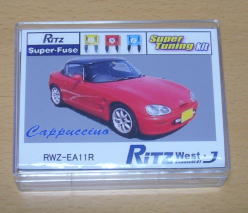 RITZ
Super-Fuse
Super
Tuning Kit
Cappuccino
RWZ-EA11R
RiTZ West-J